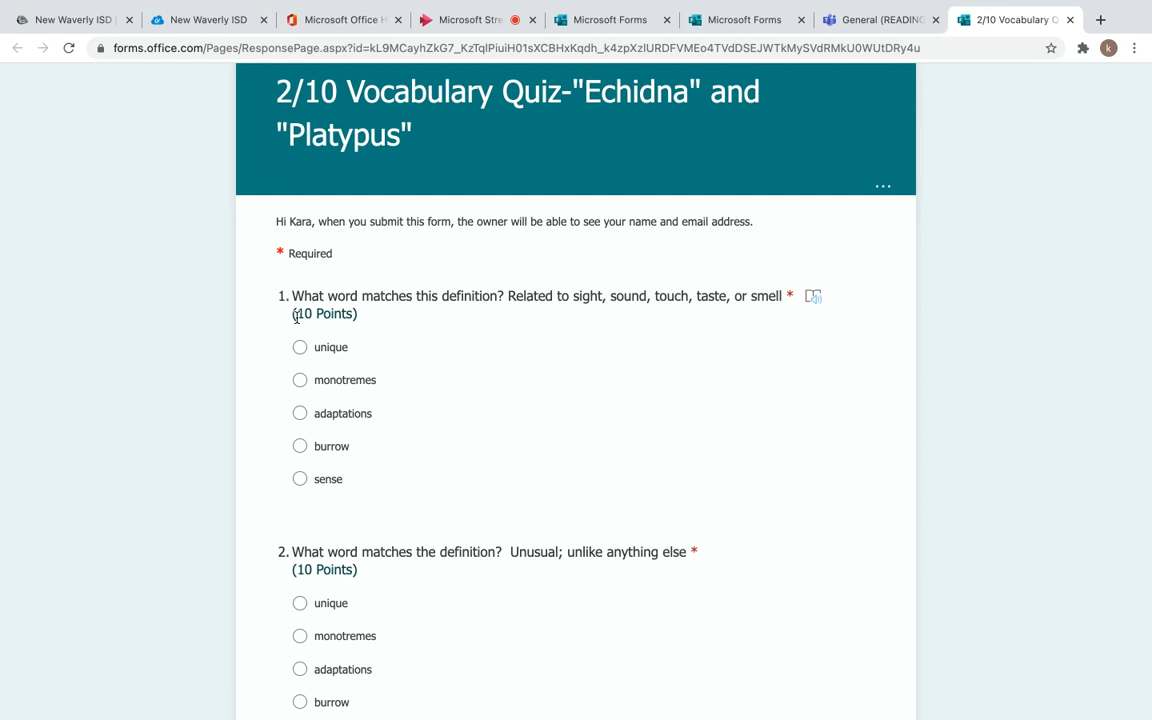 New Waverly ISD |
New Waverly ISD
Microsoft Office H
Microsoft Stre
Microsoft Forms
Microsoft Forms
General (READING
2/10 Vocabulary Q
forms.office.com/Pages/ResponsePage.aspx?id=kL9MCayhZkG7_KzTqlPiuiH01sXCBHxKqdh_k4zpXzlURDFVMEo4TVdDSEJWTkMySVdRMkU0WUtDRy4u
k
2/10 Vocabulary Quiz-"Echidna" and
"Platypus"
...
Hi Kara, when you submit this form, the owner will be able to see your name and email address.
* Required
1. What word matches this definition? Related to sight, sound, touch, taste, or smell *
(10 Points)
unique
monotremes
adaptations
burrow
sense
2. What word matches the definition?  Unusual; unlike anything else *
(10 Points)
unique
monotremes
adaptations
burrow